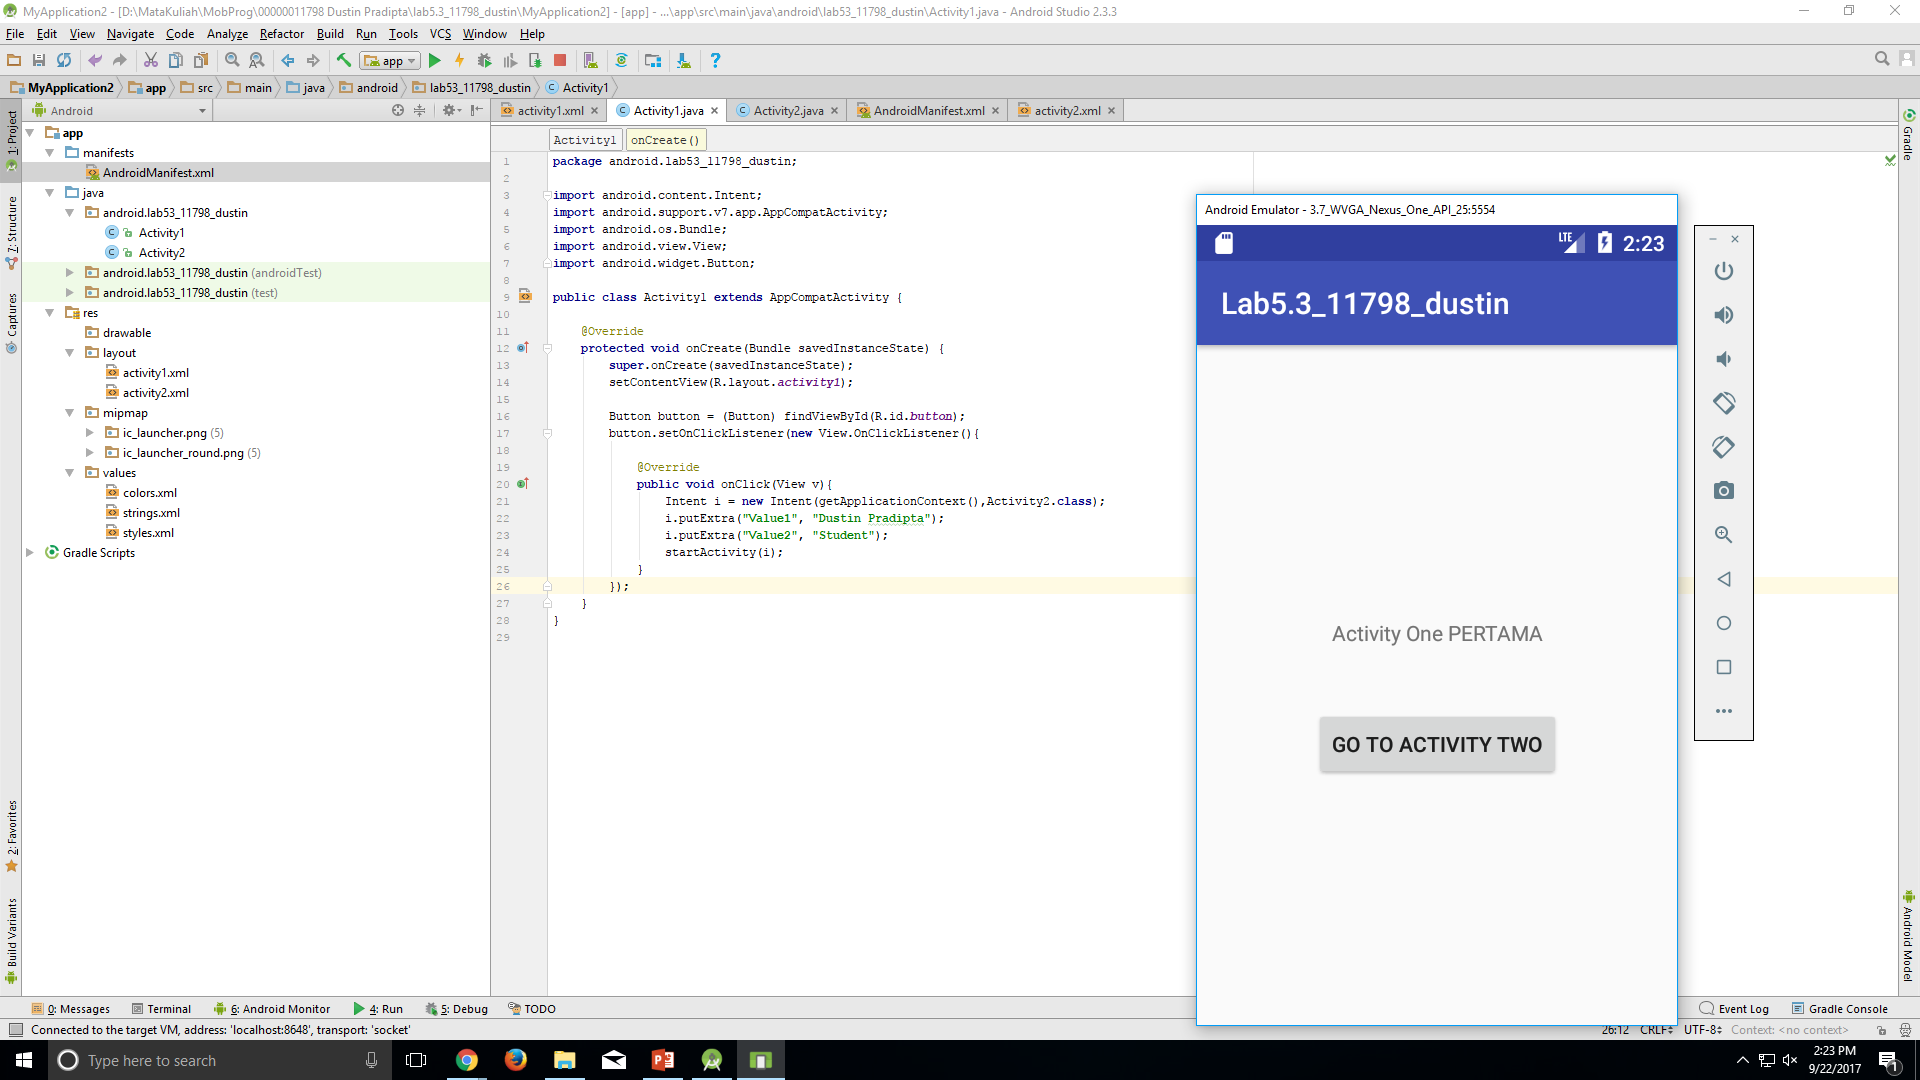 MyApplication2 - [D:\MataKuliah\MobProg\00000011798 Dustin Pradipta\lab5.3_11798_dustin\MyApplication2] - [app] - ...\app\src\main\java\android\lab53_11798_dustin\Activity1.java - Android Studio 2.3.3
File Edit View Navigate Code Analyze Refactor Build Run Tools VCS Window Help
app
MyApplication2 app src main java android lab53_11798_dustin Activity1
Android
activity1.xml Activity1.java Activity2.java AndroidManifest.xml activity2.xml
1: Project
7: Structure
Captures
2: Favorites
Build Variants
app
manifests
AndroidManifest.xml
java
android.lab53_11798_dustin
Activity1
Activity2
android.lab53_11798_dustin (androidTest)
android.lab53_11798_dustin (test)
res
drawable
layout
activity1.xml
activity2.xml
mipmap
ic_launcher.png (5)
ic_launcher_round.png (5)
values
colors.xml
strings.xml
styles.xml
Gradle Scripts
Activity1 onCreate()
1 package android.lab53_11798_dustin;
2
3 import android.content.Intent;
4 import android.support.v7.app.AppCompatActivity;
5 import android.os.Bundle;
6 import android.view.View;
7 import android.widget.Button;
8
9 public class Activity1 extends AppCompatActivity {
10
11 @Override
12 protected void onCreate(Bundle savedInstanceState) {
13 super.onCreate(savedInstanceState);
14 setContentView(R.layout.activity1);
15
16 Button button = (Button) findViewById(R.id.button);
17 button.setOnClickListener(new View.OnClickListener(){
18
19 @Override
20 public void onClick(View v){
21 Intent i = new Intent(getApplicationContext(),Activity2.class);
22 i.putExtra("Value1", "Dustin Pradipta");
23 i.putExtra("Value2", "Student");
24 startActivity(i);
25 }
26 });
27 }
28 }
29
Android Emulator - 3.7_WVGA_Nexus_One_API_25:5554
LTE 2:23
Lab5.3_11798_dustin
Activity One PERTAMA
GO TO ACTIVITY TWO
Gradle
Android Model
0: Messages Terminal 6: Android Monitor 4: Run 5: Debug TODO Event Log Gradle Console
Connected to the target VM, address: 'localhost:8648', transport: 'socket' 26:12 CRLF UTF-8 Context: <no context>
Type here to search
2:23 PM
9/22/2017
1